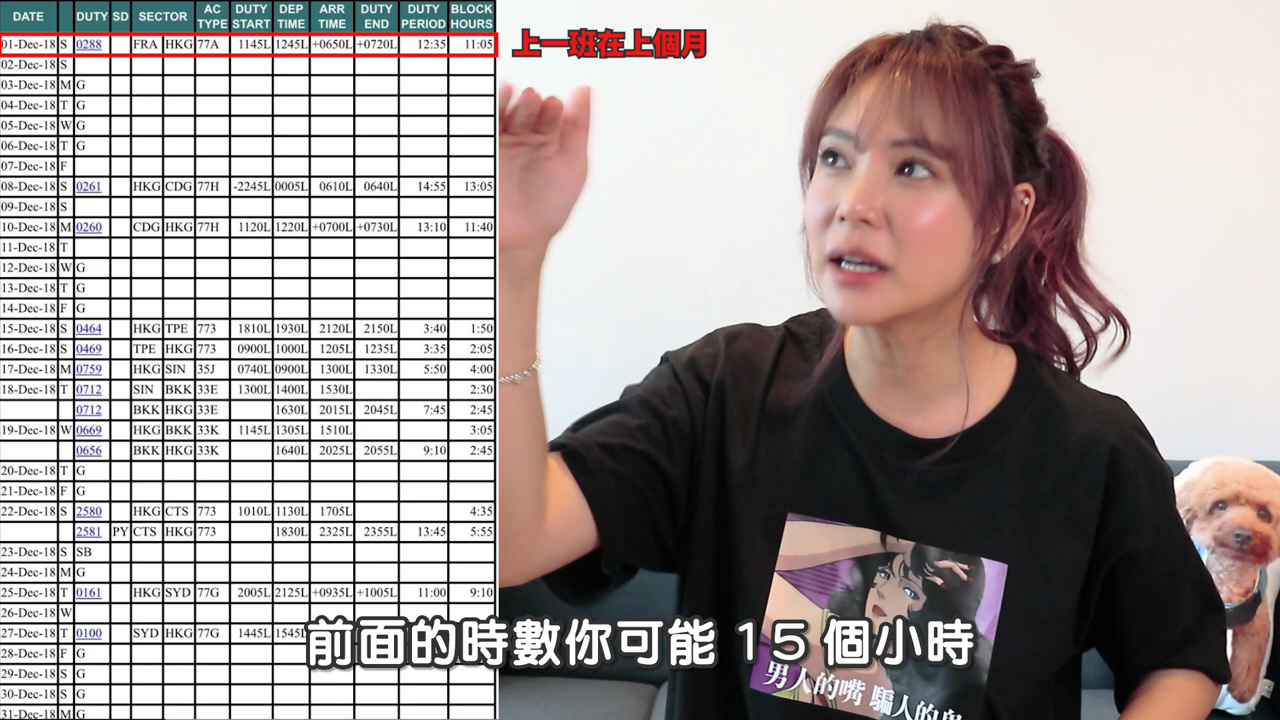 DATE DUTY SD SECTOR AC TYPE DUTY START DEP TIME ARR TIME DUTY END DUTY PERIOD BLOCK HOURS
01-Dec-18 S 0288 FRA HKG 77A 1145L 1245L +0650L +0720L 12:35 11:05
上一班在上個月
02-Dec-18 S
03-Dec-18 M G
04-Dec-18 T G
05-Dec-18 W G
06-Dec-18 T G
07-Dec-18 F
08-Dec-18 S 0261 HKG CDG 77H -2245L 0005L 0610L 0640L 14:55 13:05
09-Dec-18 S
10-Dec-18 M 0260 CDG HKG 77H 1120L 1220L +0700L +0730L 13:10 11:40
11-Dec-18 T
12-Dec-18 W G
13-Dec-18 T G
14-Dec-18 F G
15-Dec-18 S 0464 HKG TPE 773 1810L 1930L 2120L 2150L 3:40 1:50
16-Dec-18 S 0469 TPE HKG 773 0900L 1000L 1205L 1235L 3:35 2:05
17-Dec-18 M 0759 HKG SIN 35J 0740L 0900L 1300L 1330L 5:50 4:00
18-Dec-18 T 0712 SIN BKK 33E 1300L 1400L 1530L 2:30
0712 BKK HKG 33E 1630L 2015L 2045L 7:45 2:45
19-Dec-18 W 0669 HKG BKK 33K 1145L 1305L 1510L 3:05
0656 BKK HKG 33K 1640L 2025L 2055L 9:10 2:45
20-Dec-18 T G
21-Dec-18 F G
22-Dec-18 S 2580 HKG CTS 773 1010L 1130L 1705L 4:35
2581 PY CTS HKG 773 1830L 2325L 2355L 13:45 5:55
23-Dec-18 S SB
24-Dec-18 M G
25-Dec-18 T 0161 HKG SYD 77G 2005L 2125L +0935L +1005L 11:00 9:10
26-Dec-18 W
27-Dec-18 T 0100 SYD HKG 77G 1445L 1545L
28-Dec-18 F G
29-Dec-18 S G
30-Dec-18 S G
31-Dec-18 M G
前面的時數你可能 15 個小時
男人的嘴 騙人的